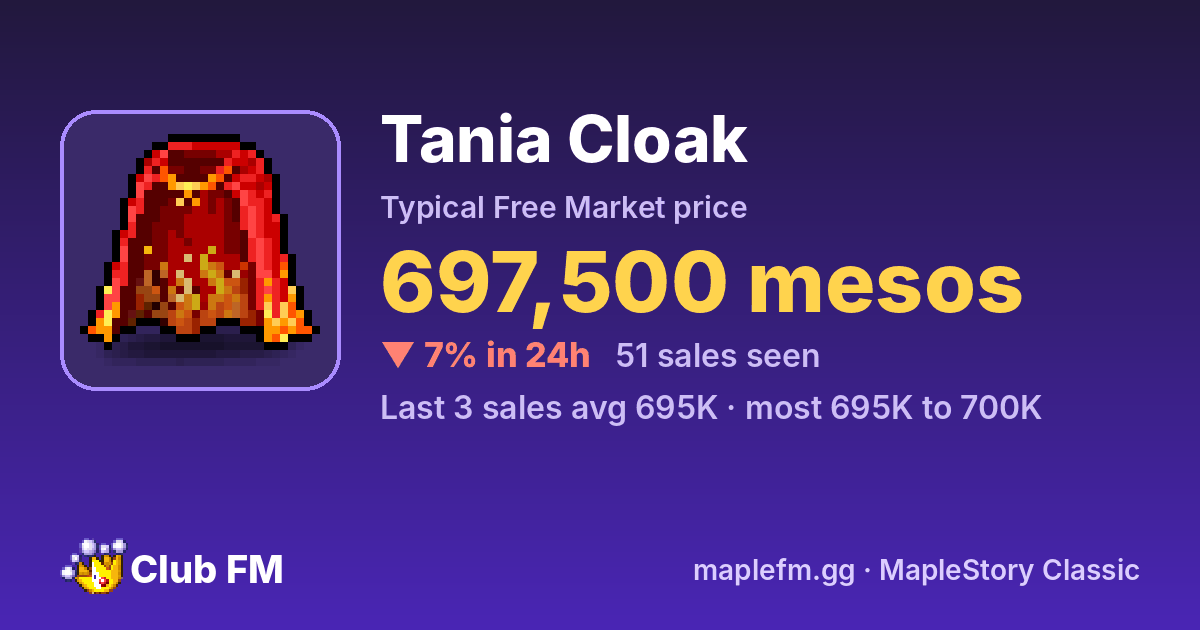 Tania Cloak
Typical Free Market price
697,500 mesos
▼ 7% in 24h 51 sales seen
Last 3 sales avg 695K · most 695K to 700K
Club FM
maplefm.gg · MapleStory Classic